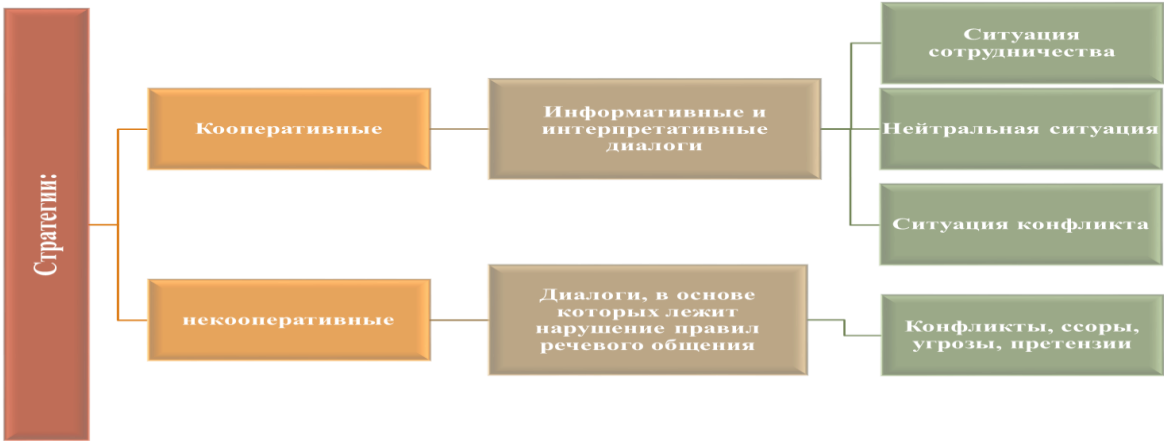 Стратегии:
Кооперативные
Информативные и
интерпретативные
диалоги
Ситуация
сотрудничества
Нейтральная ситуация
Ситуация конфликта
некооперативные
Диалоги, в основе
которых лежит
нарушение правил
речевого общения
Конфликты, ссоры,
угрозы, претензии